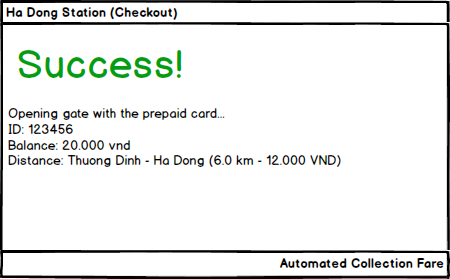 Ha Dong Station (Checkout)
Success!
Opening gate with the prepaid card...
ID: 123456
Balance: 20.000 vnd
Distance: Thuong Dinh - Ha Dong (6.0 km - 12.000 VND)
Automated Collection Fare